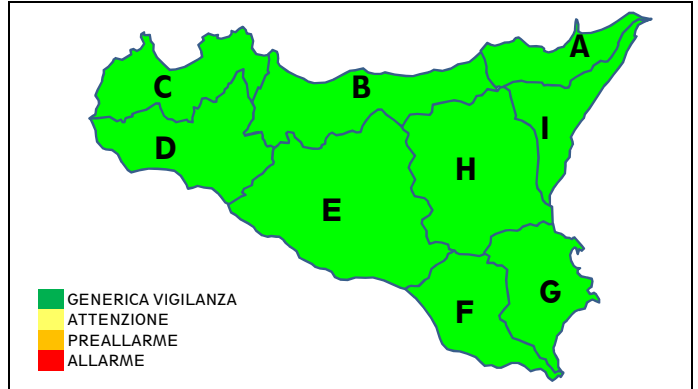 A
C
B
I
D
H
E
G
F
GENERICA VIGILANZA
ATTENZIONE
PREALLARME
ALLARME